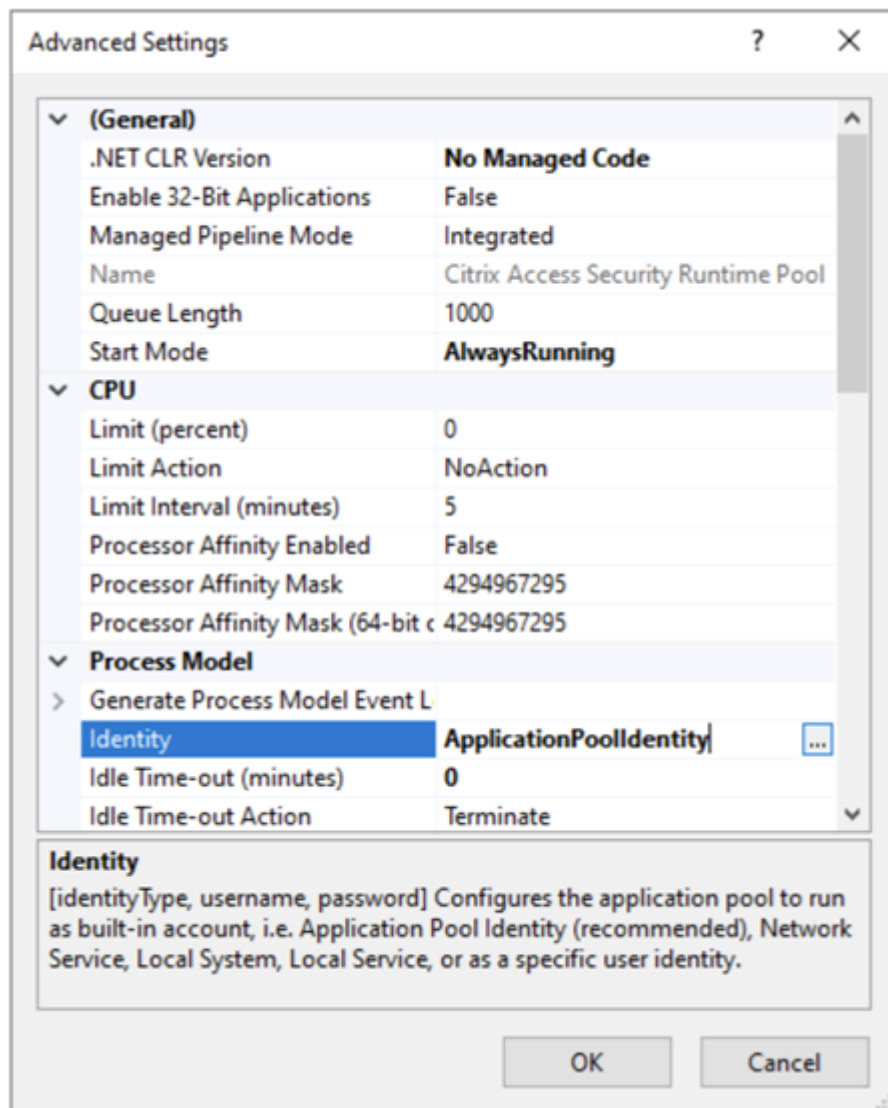 Advanced Settings ? ×
(General)
.NET CLR Version No Managed Code
Enable 32-Bit Applications False
Managed Pipeline Mode Integrated
Name Citrix Access Security Runtime Pool
Queue Length 1000
Start Mode AlwaysRunning
CPU
Limit (percent) 0
Limit Action NoAction
Limit Interval (minutes) 5
Processor Affinity Enabled False
Processor Affinity Mask 4294967295
Processor Affinity Mask (64-bit c 4294967295
Process Model
Generate Process Model Event L
Identity ApplicationPoolIdentity ...
Idle Time-out (minutes) 0
Idle Time-out Action Terminate
Identity
[identityType, username, password] Configures the application pool to run
as built-in account, i.e. Application Pool Identity (recommended), Network
Service, Local System, Local Service, or as a specific user identity.
OK Cancel